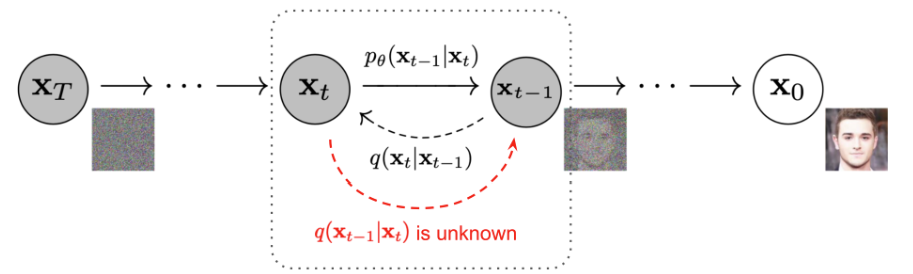 p_θ(𝐱_{t−1}|𝐱_t)
𝐱_T → ⋯ → 𝐱_t → 𝐱_{t−1} → ⋯ → 𝐱_0
q(𝐱_t|𝐱_{t−1})
q(𝐱_{t−1}|𝐱_t) is unknown